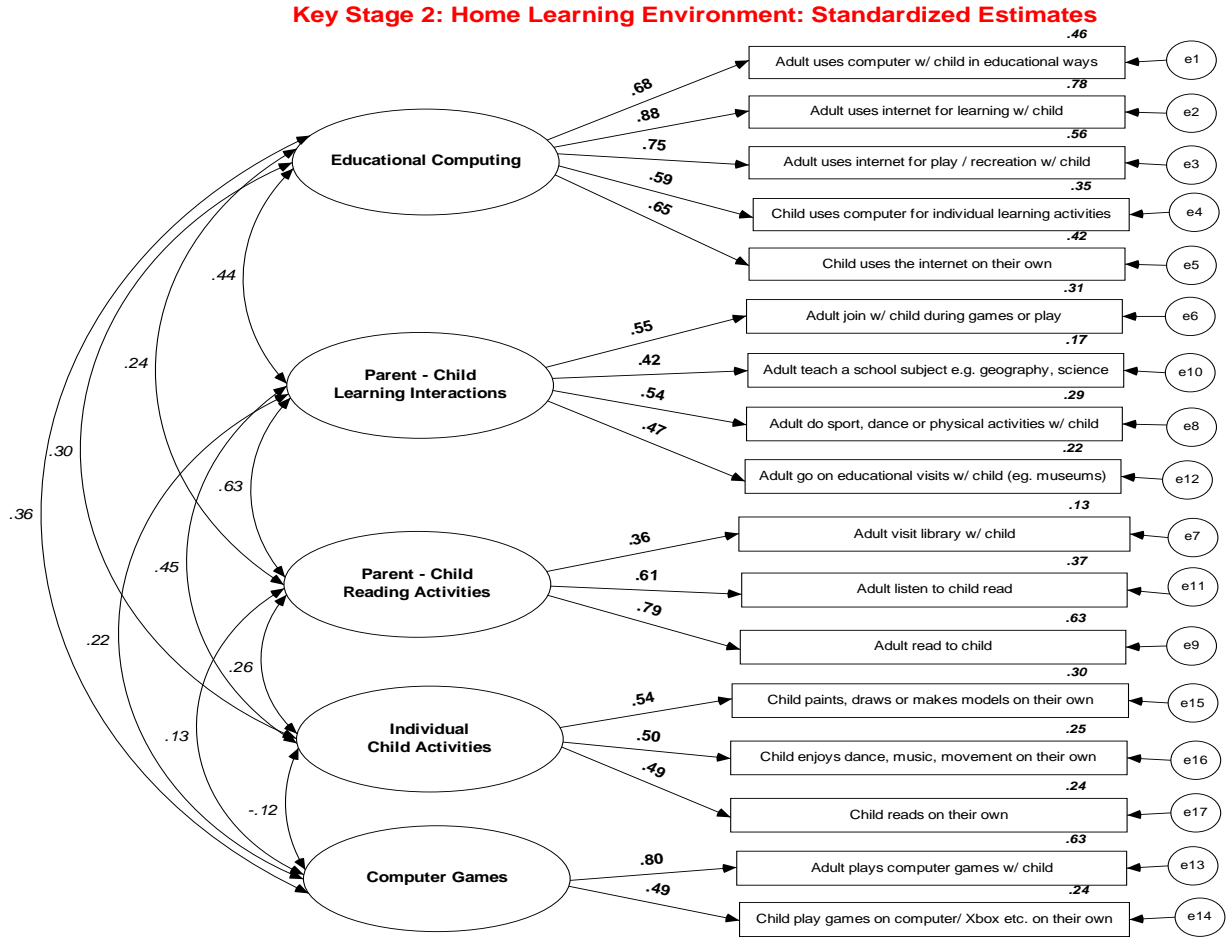 Key Stage 2: Home Learning Environment: Standardized Estimates
.46
Adult uses computer w/ child in educational ways
e1
.68
.78
Adult uses internet for learning w/ child
e2
.88
.56
Educational Computing
Adult uses internet for play / recreation w/ child
e3
.75
.35
Child uses computer for individual learning activities
e4
.59
.42
Child uses the internet on their own
e5
.65
.44
.31
Adult join w/ child during games or play
e6
.55
.17
.24
Parent - Child
Learning Interactions
Adult teach a school subject e.g. geography, science
e10
.42
.29
Adult do sport, dance or physical activities w/ child
e8
.54
.22
Adult go on educational visits w/ child (eg. museums)
e12
.47
.30
.63
.36
.13
Adult visit library w/ child
e7
.36
.45
Parent - Child
Reading Activities
.37
Adult listen to child read
e11
.61
.63
Adult read to child
e9
.79
.22
.26
.30
Child paints, draws or makes models on their own
e15
.54
.13
Individual
Child Activities
.25
Child enjoys dance, music, movement on their own
e16
.50
.24
Child reads on their own
e17
.49
-.12
.63
Computer Games
Adult plays computer games w/ child
e13
.80
.24
Child play games on computer/ Xbox etc. on their own
e14
.49